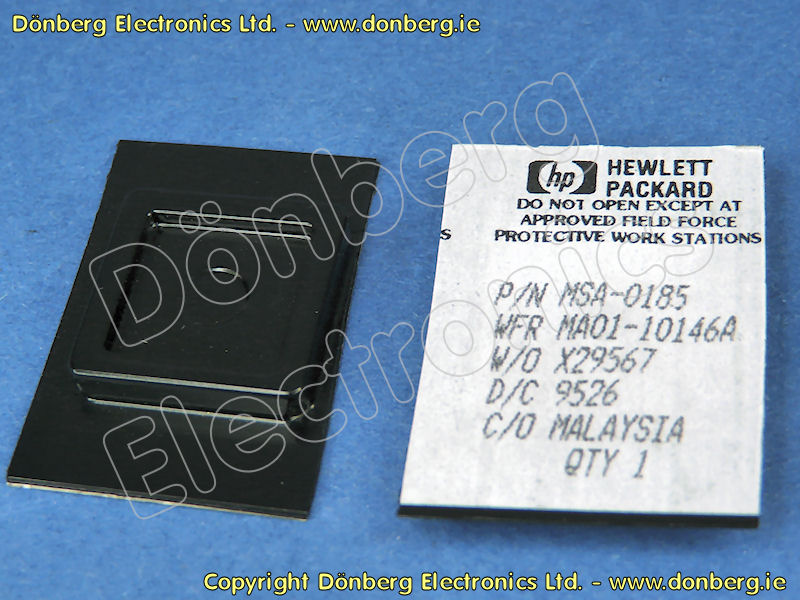 Dönberg Electronics Ltd. - www.donberg.ie
hp HEWLETT
PACKARD
DO NOT OPEN EXCEPT AT
APPROVED FIELD FORCE
S PROTECTIVE WORK STATIONS
P/N MSA-0185
WFR MA01-10146A
W/O X29567
D/C 9526
C/O MALAYSIA
QTY 1
Dönberg
Electronics
Copyright Dönberg Electronics Ltd. - www.donberg.ie